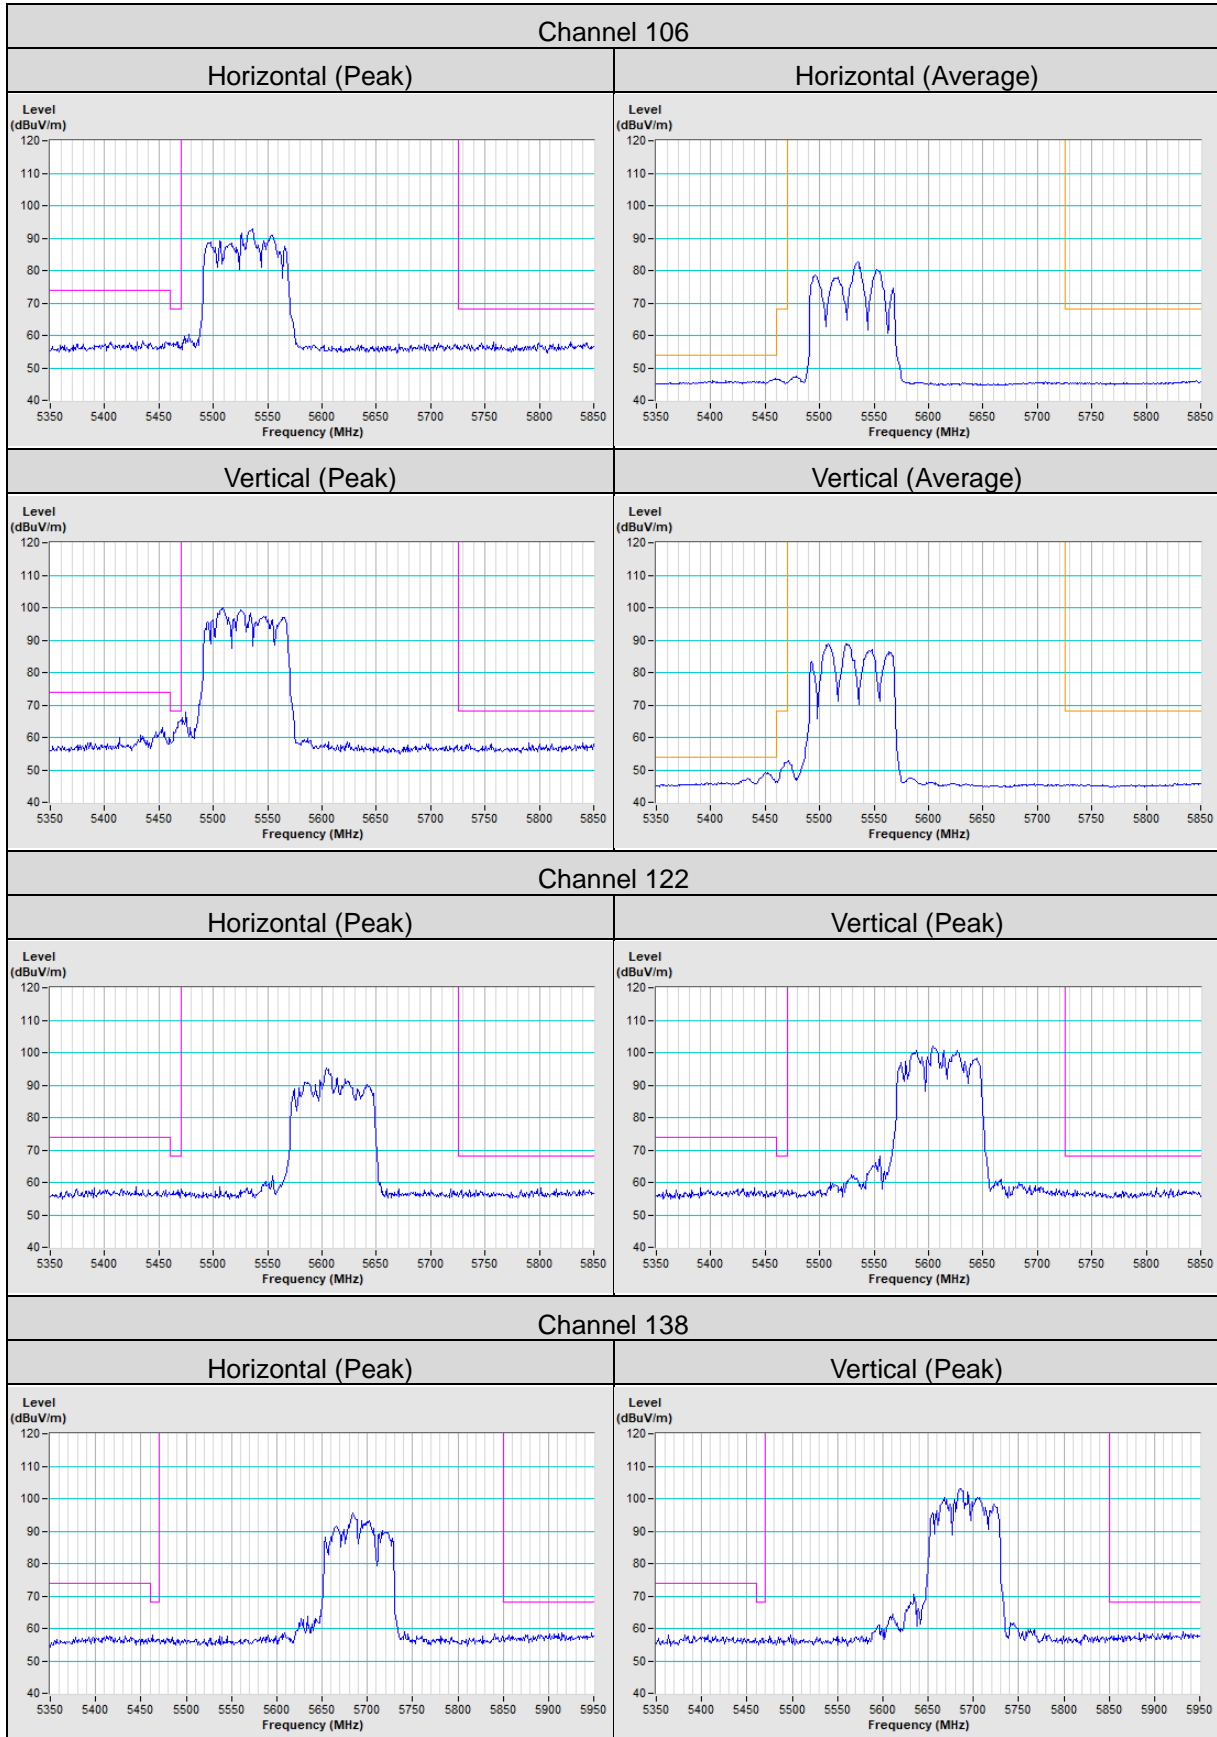 Channel 106
Horizontal (Peak) Horizontal (Average)
Level
(dBuV/m)
120
110
100
90
80
70
60
50
40
5350 5400 5450 5500 5550 5600 5650 5700 5750 5800 5850
Frequency (MHz)
Level
(dBuV/m)
120
110
100
90
80
70
60
50
40
5350 5400 5450 5500 5550 5600 5650 5700 5750 5800 5850
Frequency (MHz)
Vertical (Peak) Vertical (Average)
Level
(dBuV/m)
120
110
100
90
80
70
60
50
40
5350 5400 5450 5500 5550 5600 5650 5700 5750 5800 5850
Frequency (MHz)
Level
(dBuV/m)
120
110
100
90
80
70
60
50
40
5350 5400 5450 5500 5550 5600 5650 5700 5750 5800 5850
Frequency (MHz)
Channel 122
Horizontal (Peak) Vertical (Peak)
Level
(dBuV/m)
120
110
100
90
80
70
60
50
40
5350 5400 5450 5500 5550 5600 5650 5700 5750 5800 5850
Frequency (MHz)
Level
(dBuV/m)
120
110
100
90
80
70
60
50
40
5350 5400 5450 5500 5550 5600 5650 5700 5750 5800 5850
Frequency (MHz)
Channel 138
Horizontal (Peak) Vertical (Peak)
Level
(dBuV/m)
120
110
100
90
80
70
60
50
40
5350 5400 5450 5500 5550 5600 5650 5700 5750 5800 5850 5900 5950
Frequency (MHz)
Level
(dBuV/m)
120
110
100
90
80
70
60
50
40
5350 5400 5450 5500 5550 5600 5650 5700 5750 5800 5850 5900 5950
Frequency (MHz)